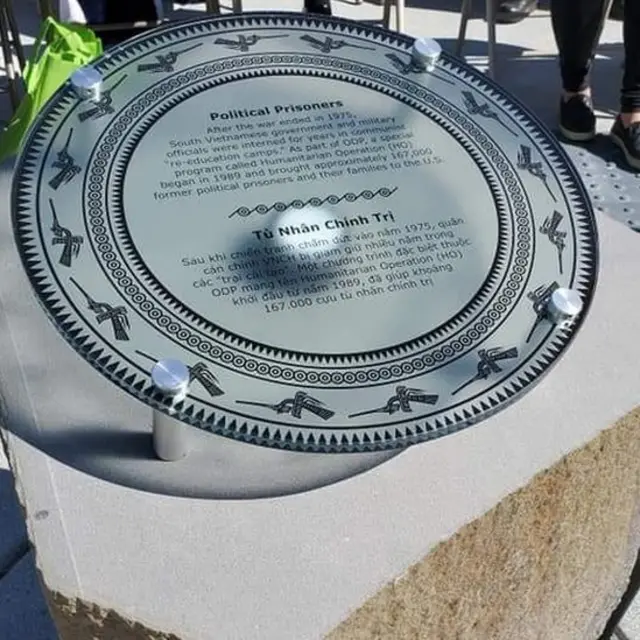 Political Prisoners
After the war ended in 1975,
South Vietnamese government and military
officials were interned for years in communist
"re-education camps." As part of ODP, a special
program called "Humanitarian Operation" (HO)
began in 1989 and brought approximately 167,000
former political prisoners and their families to the U.S.
Tù Nhân Chính Trị
Sau khi chiến chấm dứt vào năm 1975, quân
cán chính VNCH bị giam giữ nhiều năm trong
các "trại cải tạo". Một chương trình đặc biệt thuộc
ODP mang tên Humanitarian Operation (HO)
khởi đầu từ năm 1989, đã giúp khoảng
167.000 cựu tù nhân chính trị